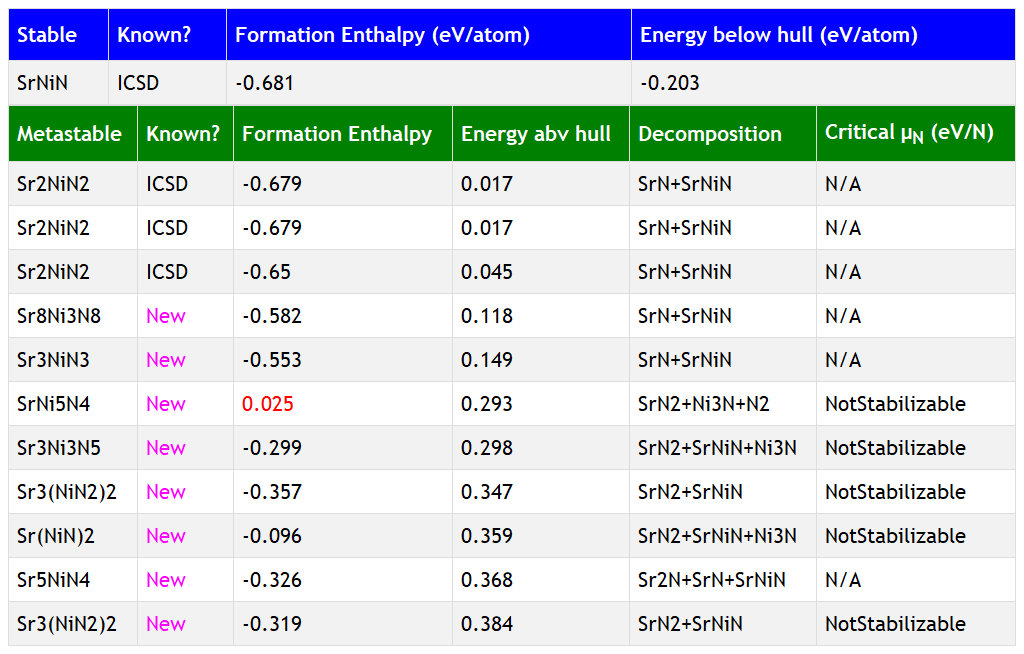 Stable Known? Formation Enthalpy (eV/atom) Energy below hull (eV/atom)
SrNiN ICSD -0.681 -0.203
Metastable Known? Formation Enthalpy Energy abv hull Decomposition Critical μN (eV/N)
Sr2NiN2 ICSD -0.679 0.017 SrN+SrNiN N/A
Sr2NiN2 ICSD -0.679 0.017 SrN+SrNiN N/A
Sr2NiN2 ICSD -0.65 0.045 SrN+SrNiN N/A
Sr8Ni3N8 New -0.582 0.118 SrN+SrNiN N/A
Sr3NiN3 New -0.553 0.149 SrN+SrNiN N/A
SrNi5N4 New 0.025 0.293 SrN2+Ni3N+N2 NotStabilizable
Sr3Ni3N5 New -0.299 0.298 SrN2+SrNiN+Ni3N NotStabilizable
Sr3(NiN2)2 New -0.357 0.347 SrN2+SrNiN NotStabilizable
Sr(NiN)2 New -0.096 0.359 SrN2+SrNiN+Ni3N NotStabilizable
Sr5NiN4 New -0.326 0.368 Sr2N+SrN+SrNiN N/A
Sr3(NiN2)2 New -0.319 0.384 SrN2+SrNiN NotStabilizable